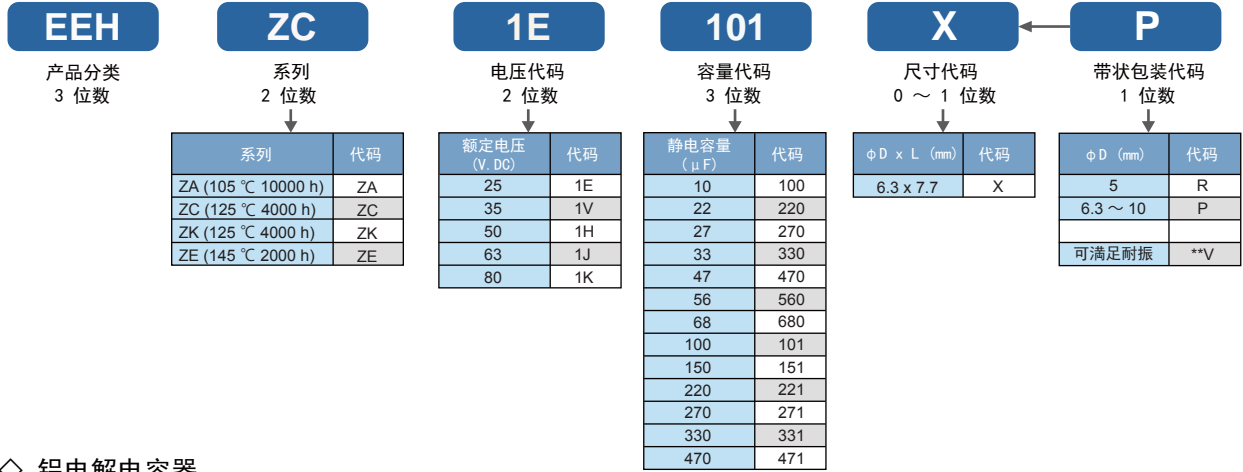 EEH ZC 1E 101 X P
产品分类 系列 电压代码 容量代码 尺寸代码 带状包装代码
3 位数 2 位数 2 位数 3 位数 0 ～ 1 位数 1 位数
系列 代码
ZA (105 ℃ 10000 h) ZA
ZC (125 ℃ 4000 h) ZC
ZK (125 ℃ 4000 h) ZK
ZE (145 ℃ 2000 h) ZE
额定电压 (V.DC) 代码
25 1E
35 1V
50 1H
63 1J
80 1K
静电容量 (μF) 代码
10 100
22 220
27 270
33 330
47 470
56 560
68 680
100 101
150 151
220 221
270 271
330 331
470 471
φD x L (mm) 代码
6.3 x 7.7 X
φD (mm) 代码
5 R
6.3 ～ 10 P
可满足耐振 **V
◇ 铝电解电容器